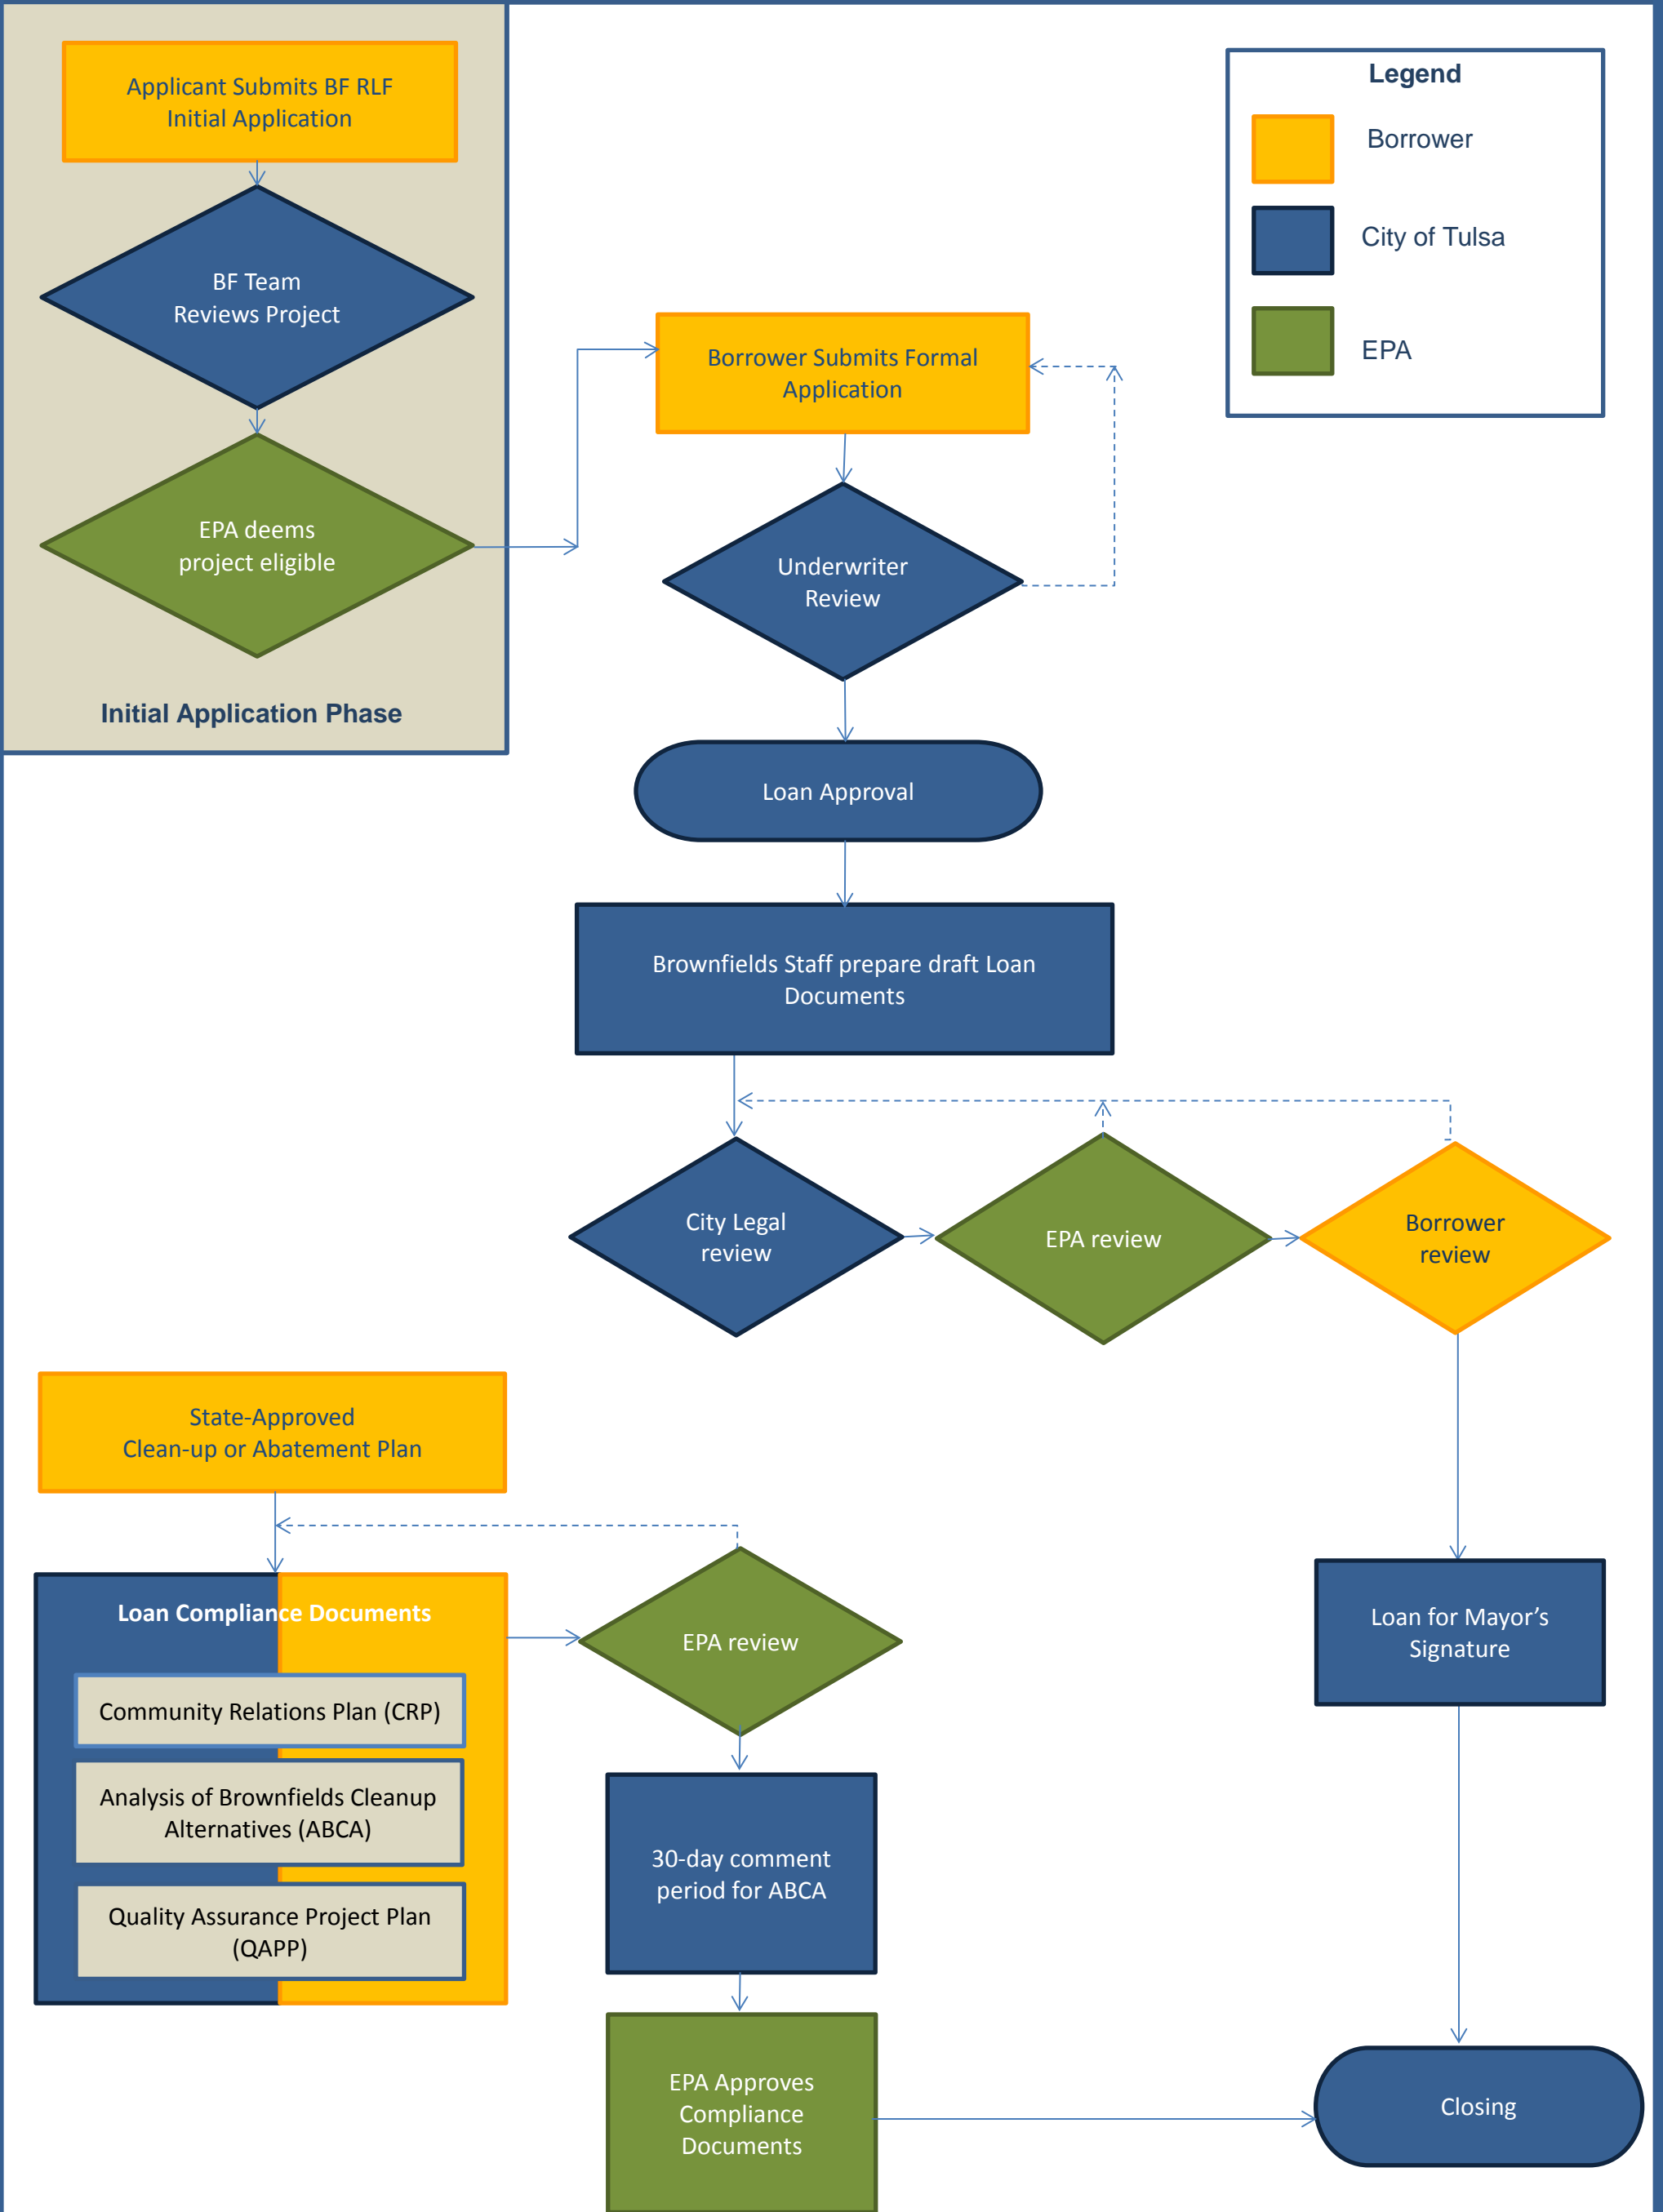 Applicant Submits BF RLF
Initial Application
BF Team
Reviews Project
EPA deems
project eligible
Initial Application Phase
Legend
Borrower
City of Tulsa
EPA
Borrower Submits Formal
Application
Underwriter
Review
Loan Approval
Brownfields Staff prepare draft Loan
Documents
City Legal
review
EPA review
Borrower
review
State-Approved
Clean-up or Abatement Plan
Loan Compliance Documents
Community Relations Plan (CRP)
Analysis of Brownfields Cleanup
Alternatives (ABCA)
Quality Assurance Project Plan
(QAPP)
EPA review
30-day comment
period for ABCA
EPA Approves
Compliance
Documents
Loan for Mayor’s
Signature
Closing